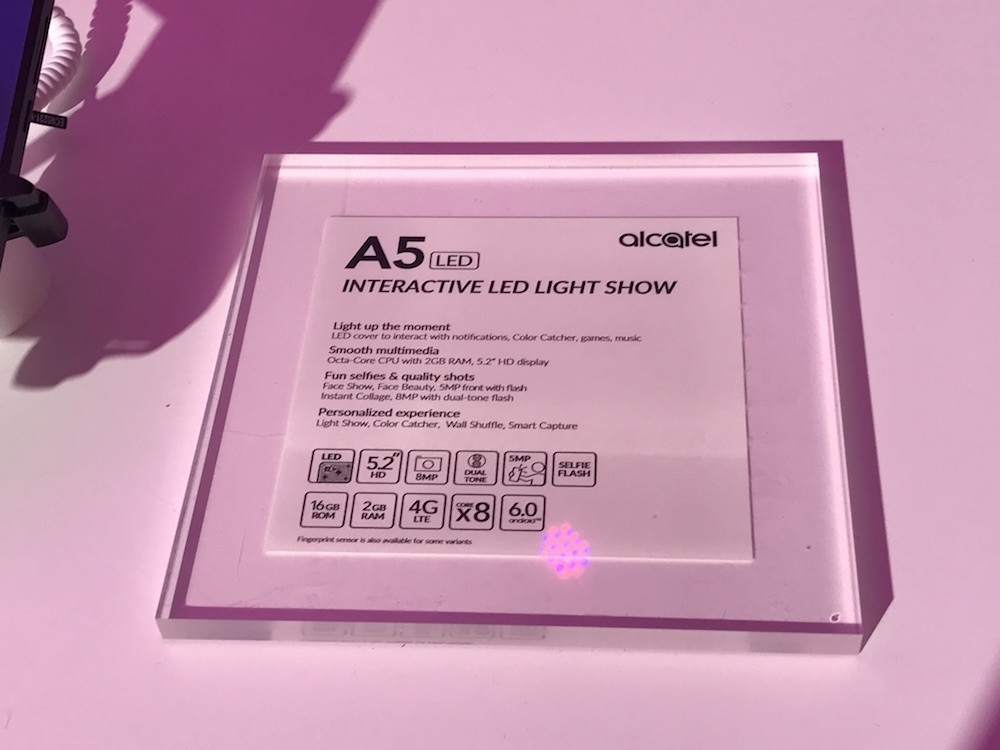 A5 LED
alcatel
INTERACTIVE LED LIGHT SHOW
Light up the moment
LED cover to interact with notifications, Color Catcher, games, music
Smooth multimedia
Octa-Core CPU with 2GB RAM, 5.2" HD display
Fun selfies & quality shots
Face Show, Face Beauty, 5MP front with flash
Instant Collage, 8MP with dual-tone flash
Personalized experience
Light Show, Color Catcher, Wall Shuffle, Smart Capture
LED
5.2"
HD
8MP
DUAL
TONE
5MP
SELFIE
FLASH
16GB
ROM
2GB
RAM
4G
LTE
CORE
X8
6.0
android™
Fingerprint sensor is also available for some variants